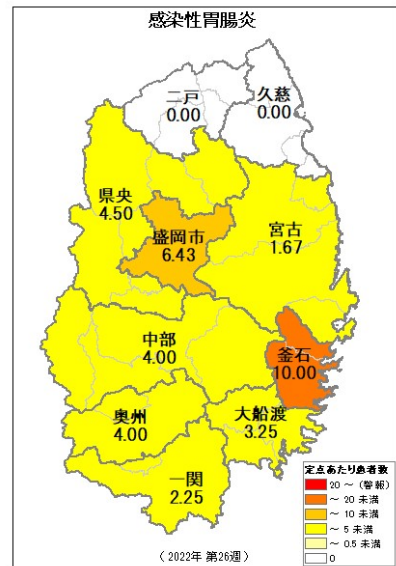 感染性胃腸炎
二戸
0.00
久慈
0.00
県央
4.50
盛岡市
6.43
宮古
1.67
中部
4.00
釜石
10.00
奥州
4.00
大船渡
3.25
一関
2.25
定点あたり患者数
20 ～ (警報)
～ 20 未満
～ 10 未満
～ 5 未満
～ 0.5 未満
0
( 2022年 第26週 )